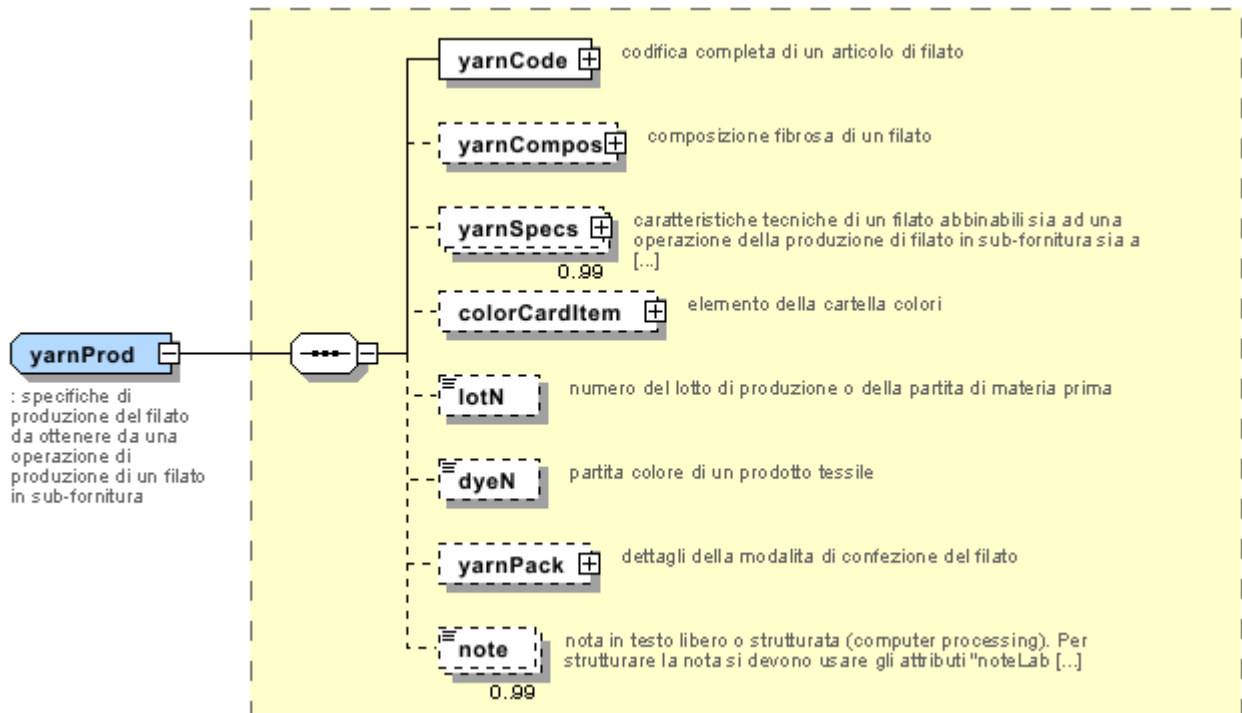 yarnCode
codifica completa di un articolo di filato
yarnCompos
composizione fibrosa di un filato
yarnSpecs
caratteristiche tecniche di un filato abbinabili sia ad una
operazione della produzione di filato in sub-fornitura sia a
[...]
0..99
colorCardItem
elemento della cartella colori
yarnProd
: specifiche di
produzione del filato
da ottenere da una
operazione di
produzione di un filato
in sub-fornitura
lotN
numero del lotto di produzione o della partita di materia prima
dyeN
partita colore di un prodotto tessile
yarnPack
dettagli della modalita di confezione del filato
note
nota in testo libero o strutturata (computer processing). Per
strutturare la nota si devono usare gli attributi "noteLab [...]
0..99